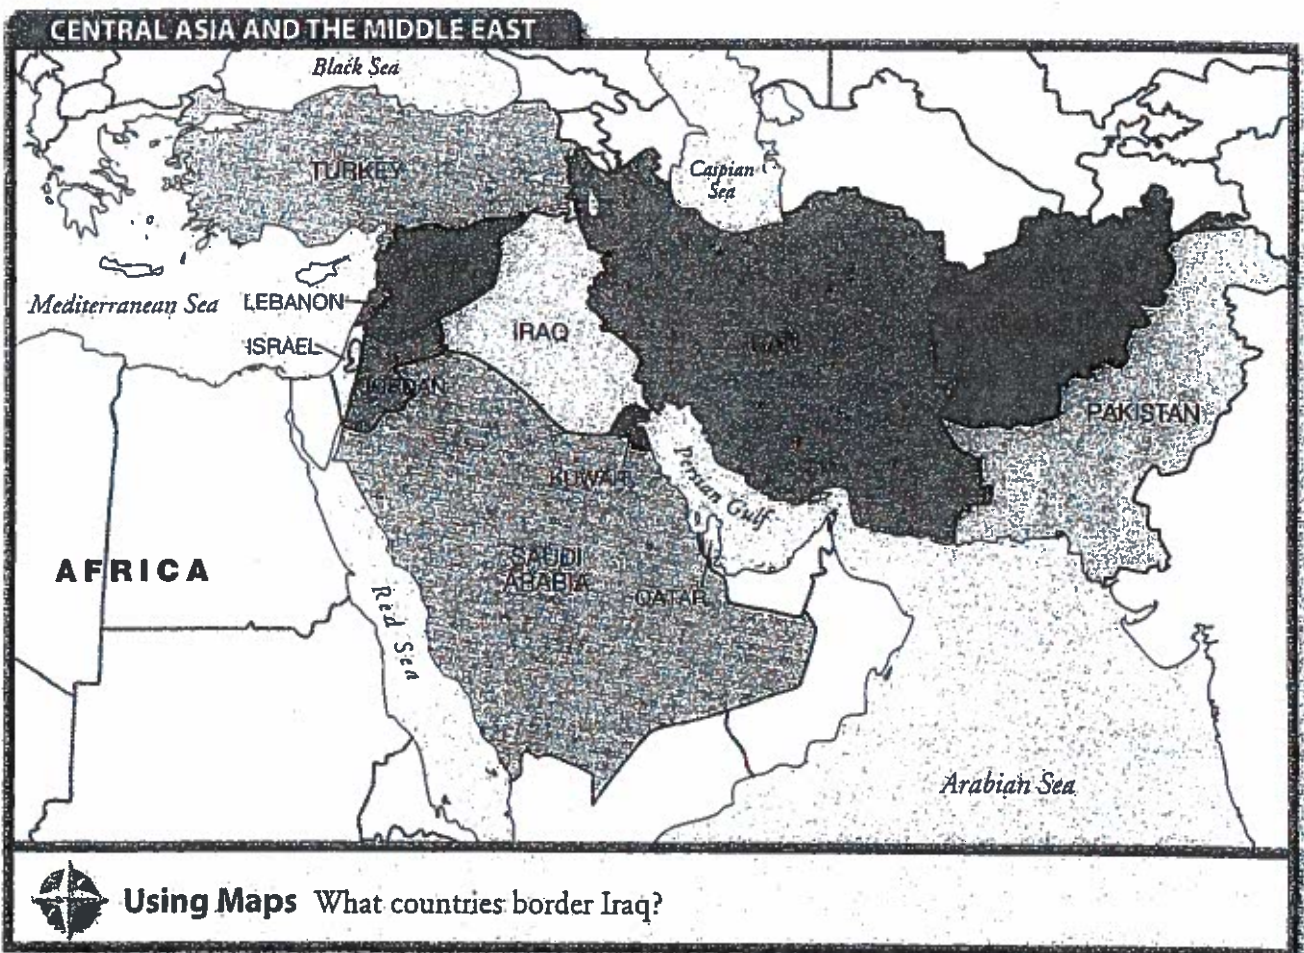 CENTRAL ASIA AND THE MIDDLE EAST
Black Sea
TURKEY
Caspian
Sea
Mediterranean Sea
LEBANON
IRAQ
IRAN
ISRAEL
JORDAN
PAKISTAN
KUWAIT
Persian Gulf
SAUDI
ARABIA
AFRICA
QATAR
Red Sea
Arabian Sea
Using Maps What countries border Iraq?